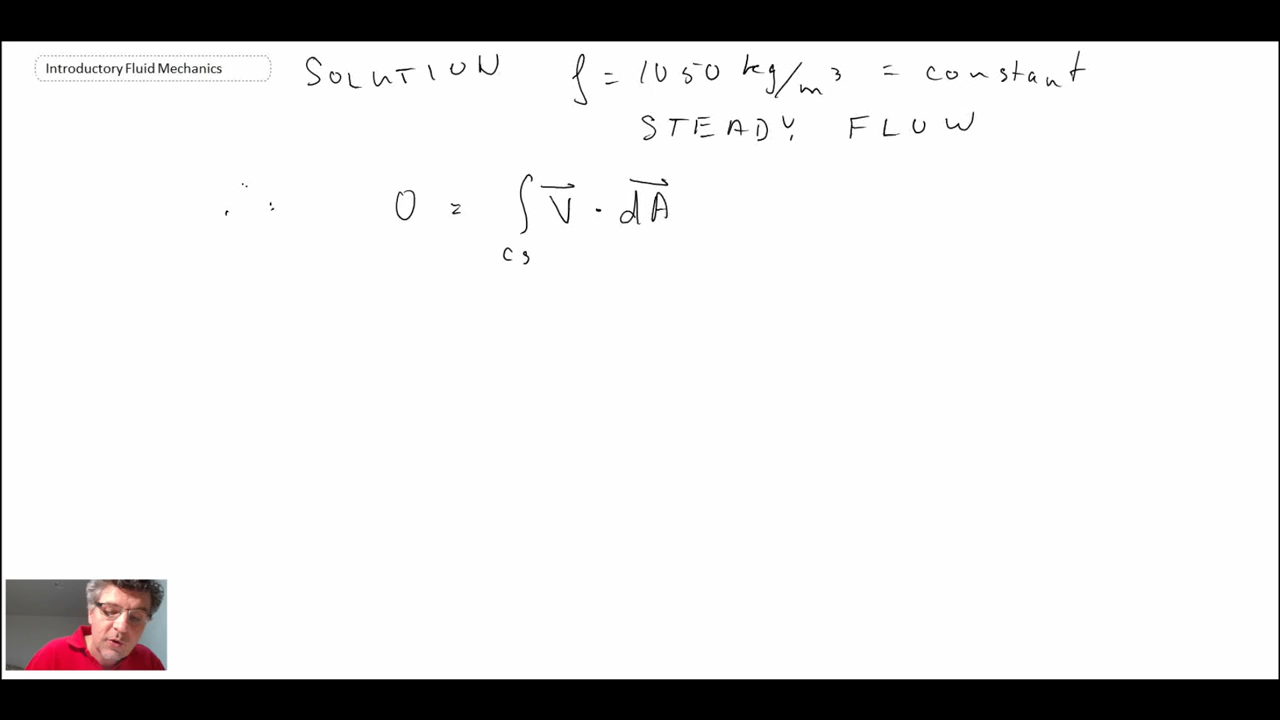 Introductory Fluid Mechanics
SOLUTION ρ = 1050 kg/m³ = constant
STEADY FLOW
∴ 0 = ∫ V⃗ · dA⃗
cs